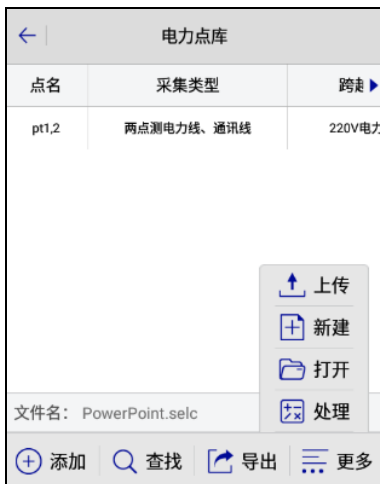 电力点库
点名 采集类型 跨
pt1,2 两点测电力线、通讯线 220V电力
上传
新建
打开
处理
文件名： PowerPoint.selc
添加 查找 导出 更多